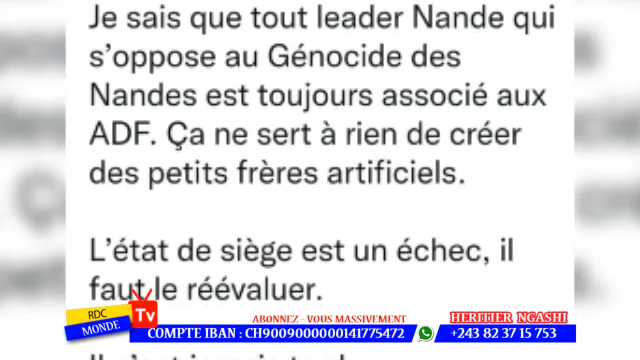 Je sais que tout leader Nande qui
s'oppose au Génocide des
Nandes est toujours associé aux
ADF. Ça ne sert à rien de créer
des petits frères artificiels.
L'état de siège est un échec, il
faut le réévaluer.
RDC
MONDE
Tv
ABONNEZ - VOUS MASSIVEMENT
HERITIER NGASHI
COMPTE IBAN : CH9009000000141775472
+243 82 37 15 753